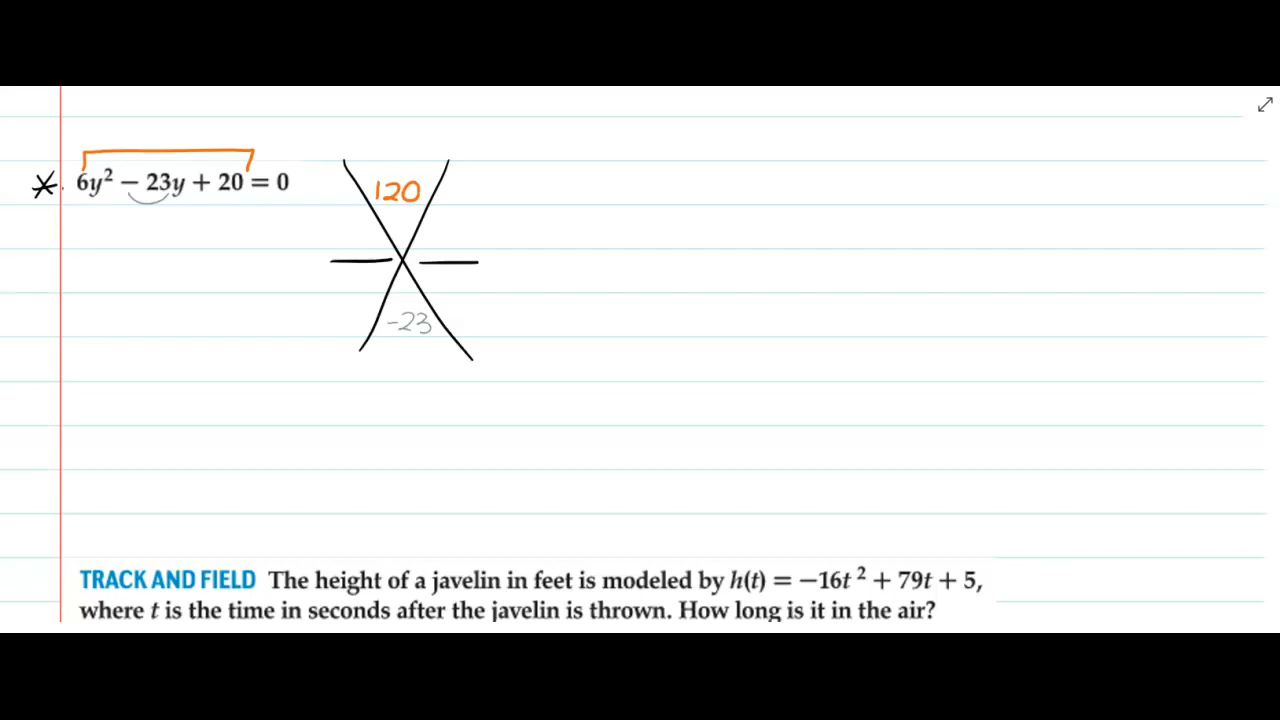 6y² − 23y + 20 = 0
120
-23
TRACK AND FIELD The height of a javelin in feet is modeled by h(t) = −16t² + 79t + 5,
where t is the time in seconds after the javelin is thrown. How long is it in the air?